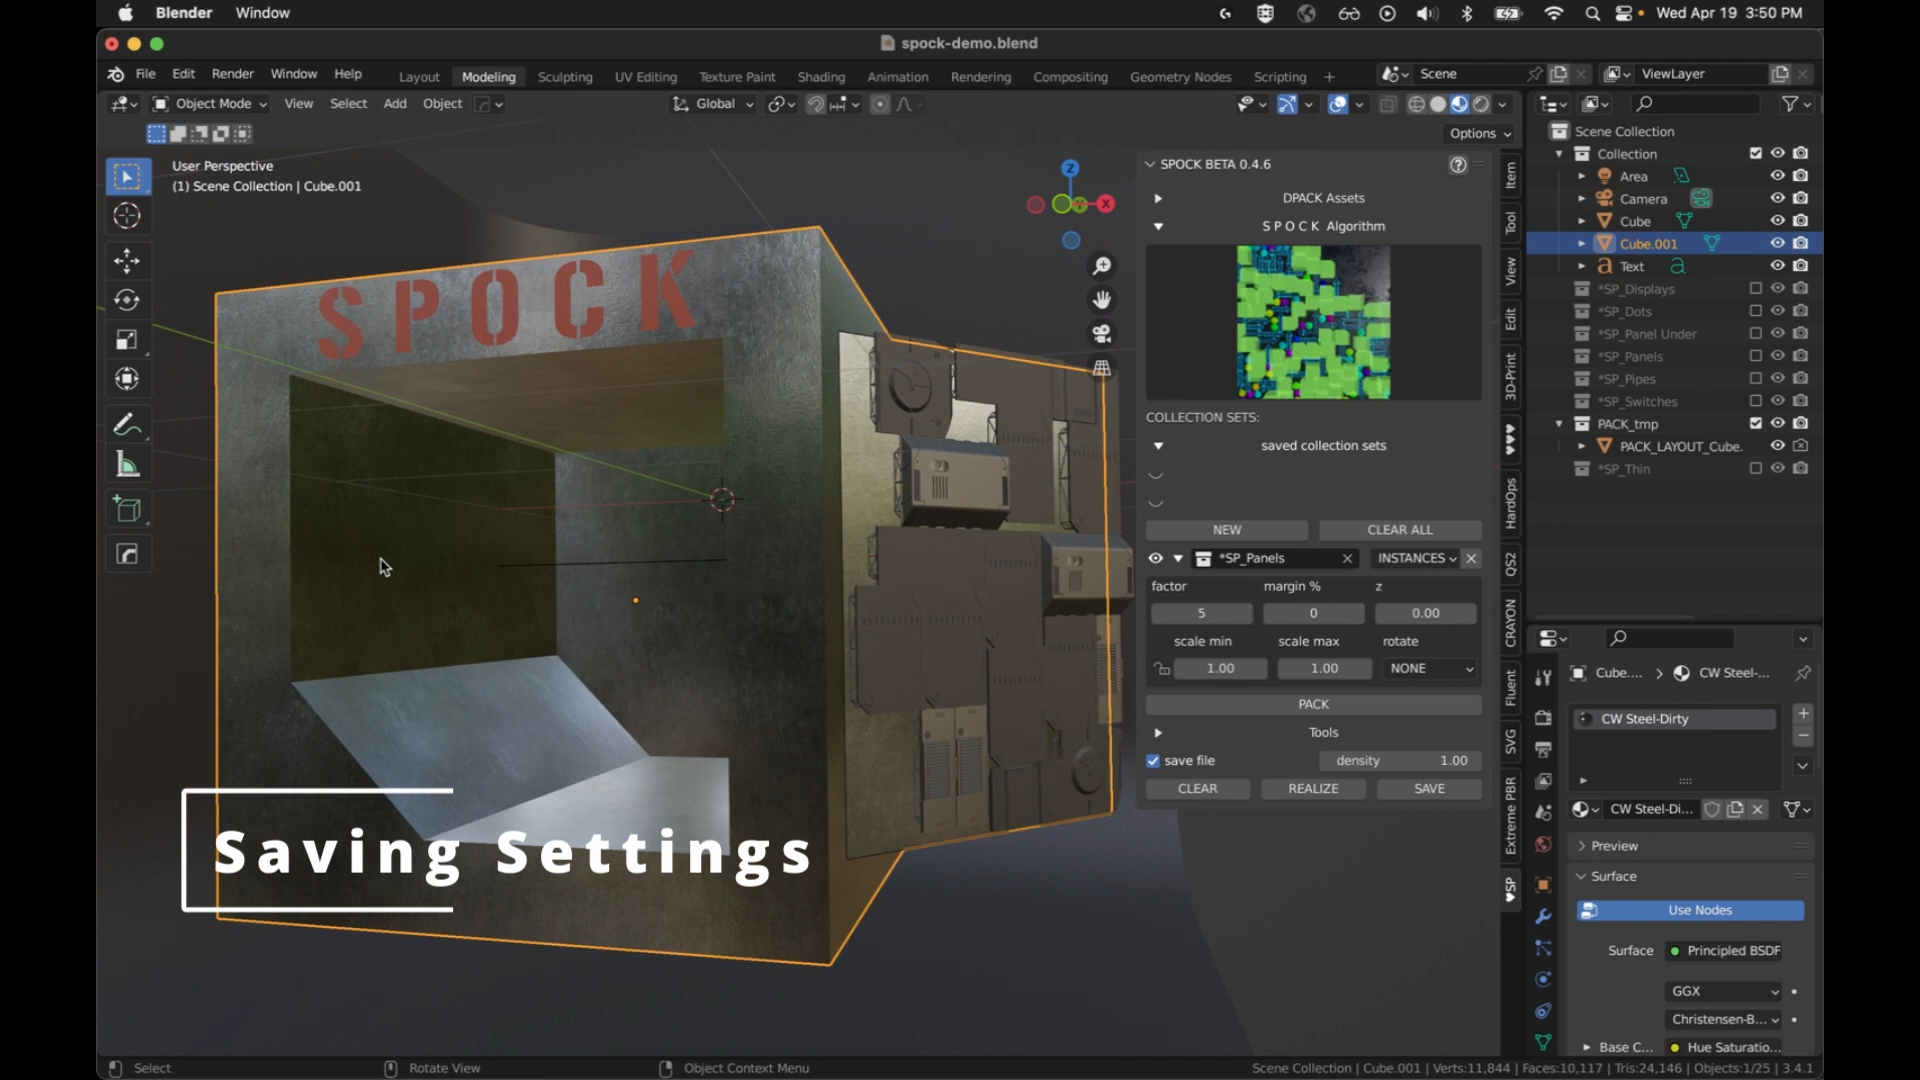 Blender Window
Wed Apr 19 3:50 PM
spock-demo.blend
File Edit Render Window Help
Layout Modeling Sculpting UV Editing Texture Paint Shading Animation Rendering Compositing Geometry Nodes Scripting +
Scene
ViewLayer
Object Mode View Select Add Object
Global
Options
User Perspective
(1) Scene Collection | Cube.001
Z
X
SPOCK
SPOCK BETA 0.4.6
DPACK Assets
S P O C K Algorithm
COLLECTION SETS:
saved collection sets
NEW CLEAR ALL
*SP_Panels INSTANCES
factor margin % z
5 0 0.00
scale min scale max rotate
1.00 1.00 NONE
PACK
Tools
save file density 1.00
CLEAR REALIZE SAVE
Item
Tool
View
Edit
3D-Print
HardOps
QS2
CRAYON
Fluent
SVG
Extreme PBR
♥SP
Scene Collection
Collection
Area
Camera
Cube
Cube.001
Text
*SP_Displays
*SP_Dots
*SP_Panel Under
*SP_Panels
*SP_Pipes
*SP_Switches
PACK_tmp
PACK_LAYOUT_Cube.
*SP_Thin
Cube.... > CW Steel-...
CW Steel-Dirty
CW Steel-Di...
Preview
Surface
Use Nodes
Surface Principled BSDF
GGX
Christensen-B...
Base C... Hue Saturatio...
Saving Settings
Select Rotate View Object Context Menu
Scene Collection | Cube.001 | Verts:11,844 | Faces:10,117 | Tris:24,146 | Objects:1/25 | 3.4.1